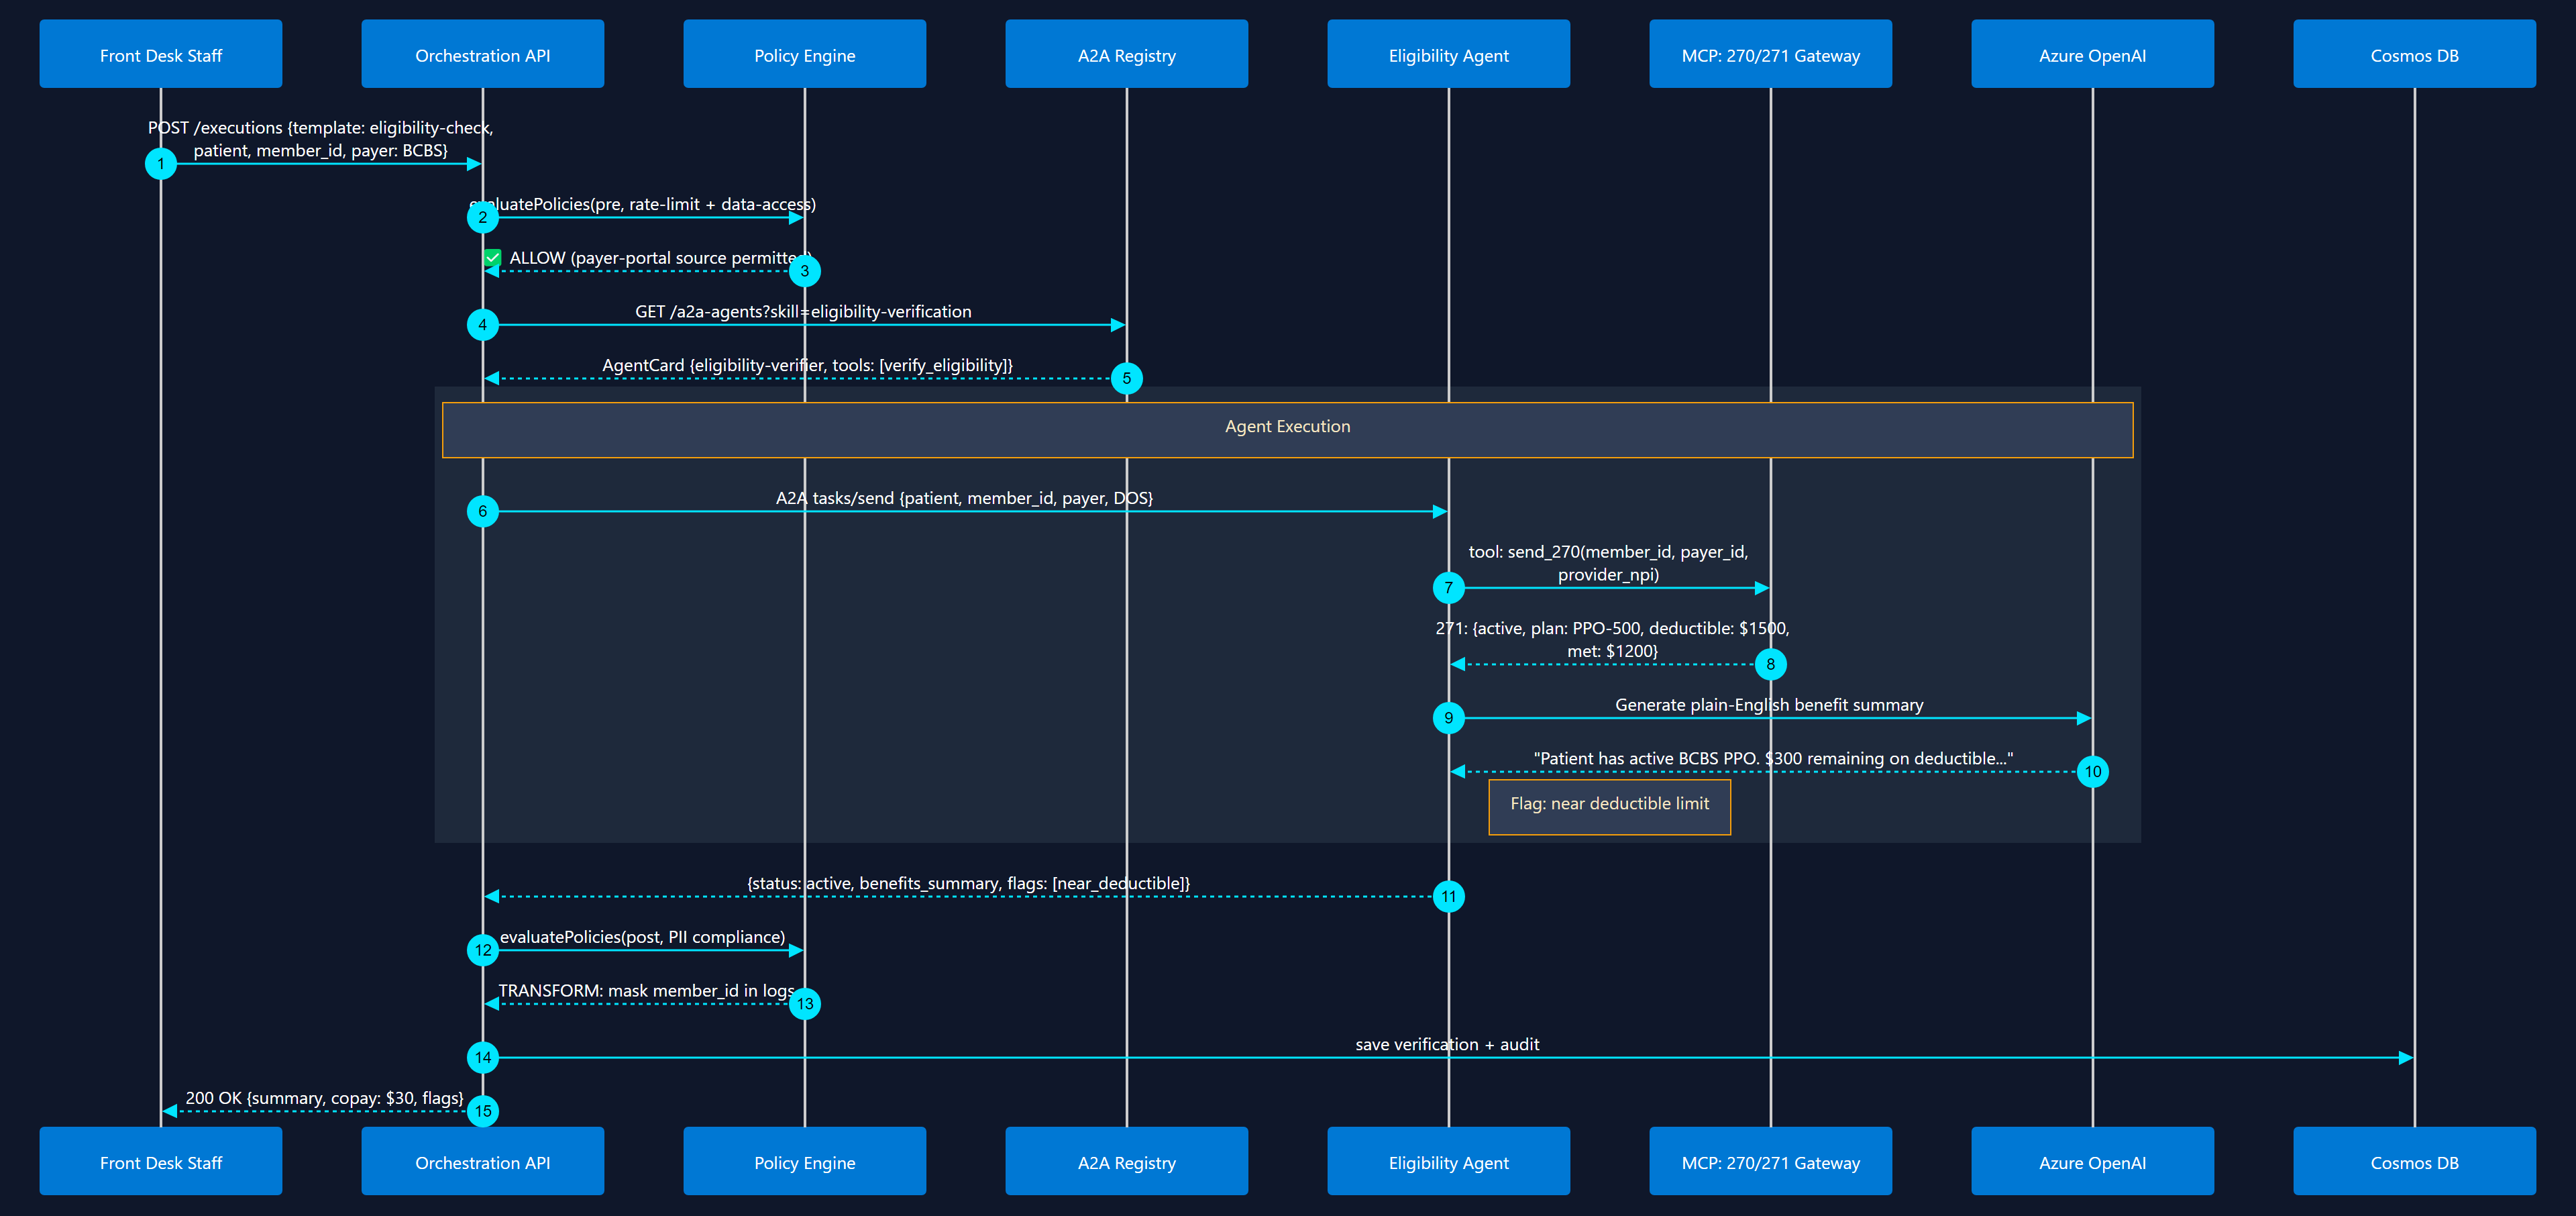 Front Desk Staff
Orchestration API
Policy Engine
A2A Registry
Eligibility Agent
MCP: 270/271 Gateway
Azure OpenAI
Cosmos DB
POST /executions {template: eligibility-check,
patient, member_id, payer: BCBS}
1
evaluatePolicies(pre, rate-limit + data-access)
2
✅ ALLOW (payer-portal source permitted)
3
GET /a2a-agents?skill=eligibility-verification
4
AgentCard {eligibility-verifier, tools: [verify_eligibility]}
5
Agent Execution
A2A tasks/send {patient, member_id, payer, DOS}
6
tool: send_270(member_id, payer_id,
provider_npi)
7
271: {active, plan: PPO-500, deductible: $1500,
met: $1200}
8
Generate plain-English benefit summary
9
"Patient has active BCBS PPO. $300 remaining on deductible..."
10
Flag: near deductible limit
{status: active, benefits_summary, flags: [near_deductible]}
11
evaluatePolicies(post, PII compliance)
12
TRANSFORM: mask member_id in logs
13
save verification + audit
14
200 OK {summary, copay: $30, flags}
15
Front Desk Staff
Orchestration API
Policy Engine
A2A Registry
Eligibility Agent
MCP: 270/271 Gateway
Azure OpenAI
Cosmos DB